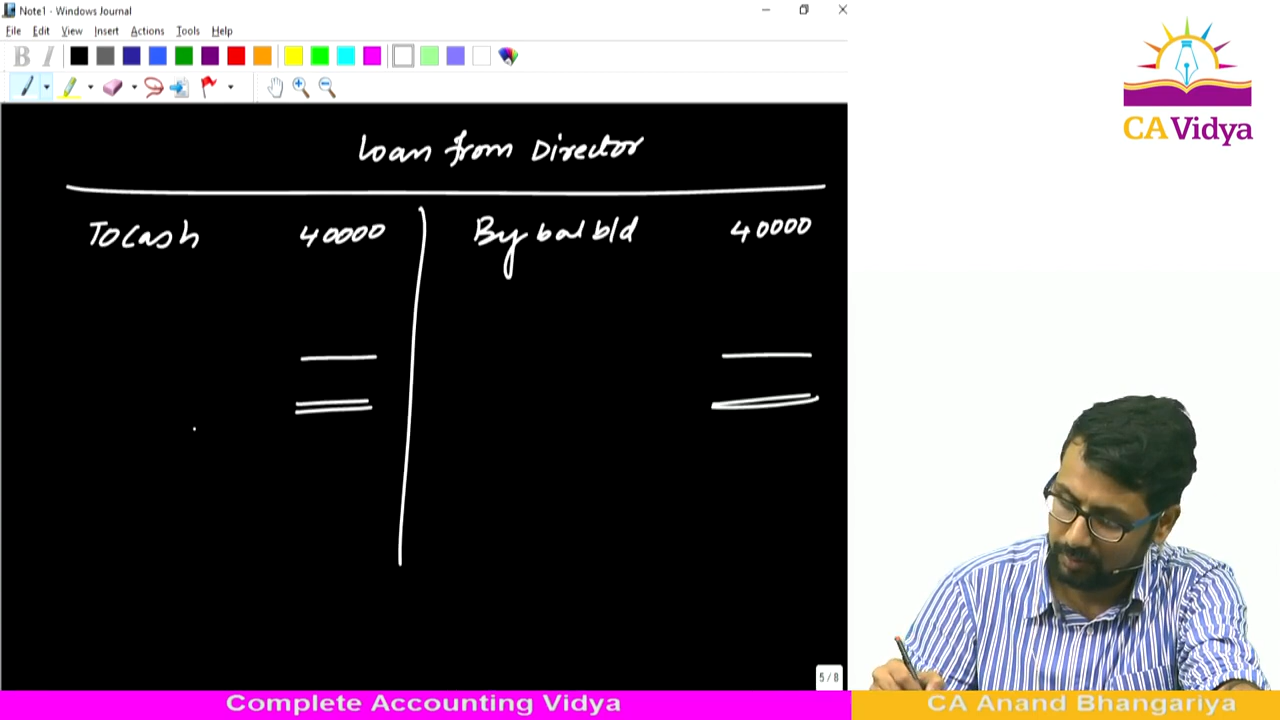 Note1 - Windows Journal
File Edit View Insert Actions Tools Help
B I
CA Vidya
Loan from Director
To Cash 40000 By bal b/d 40000
5 / 8
Complete Accounting Vidya
CA Anand Bhangariya